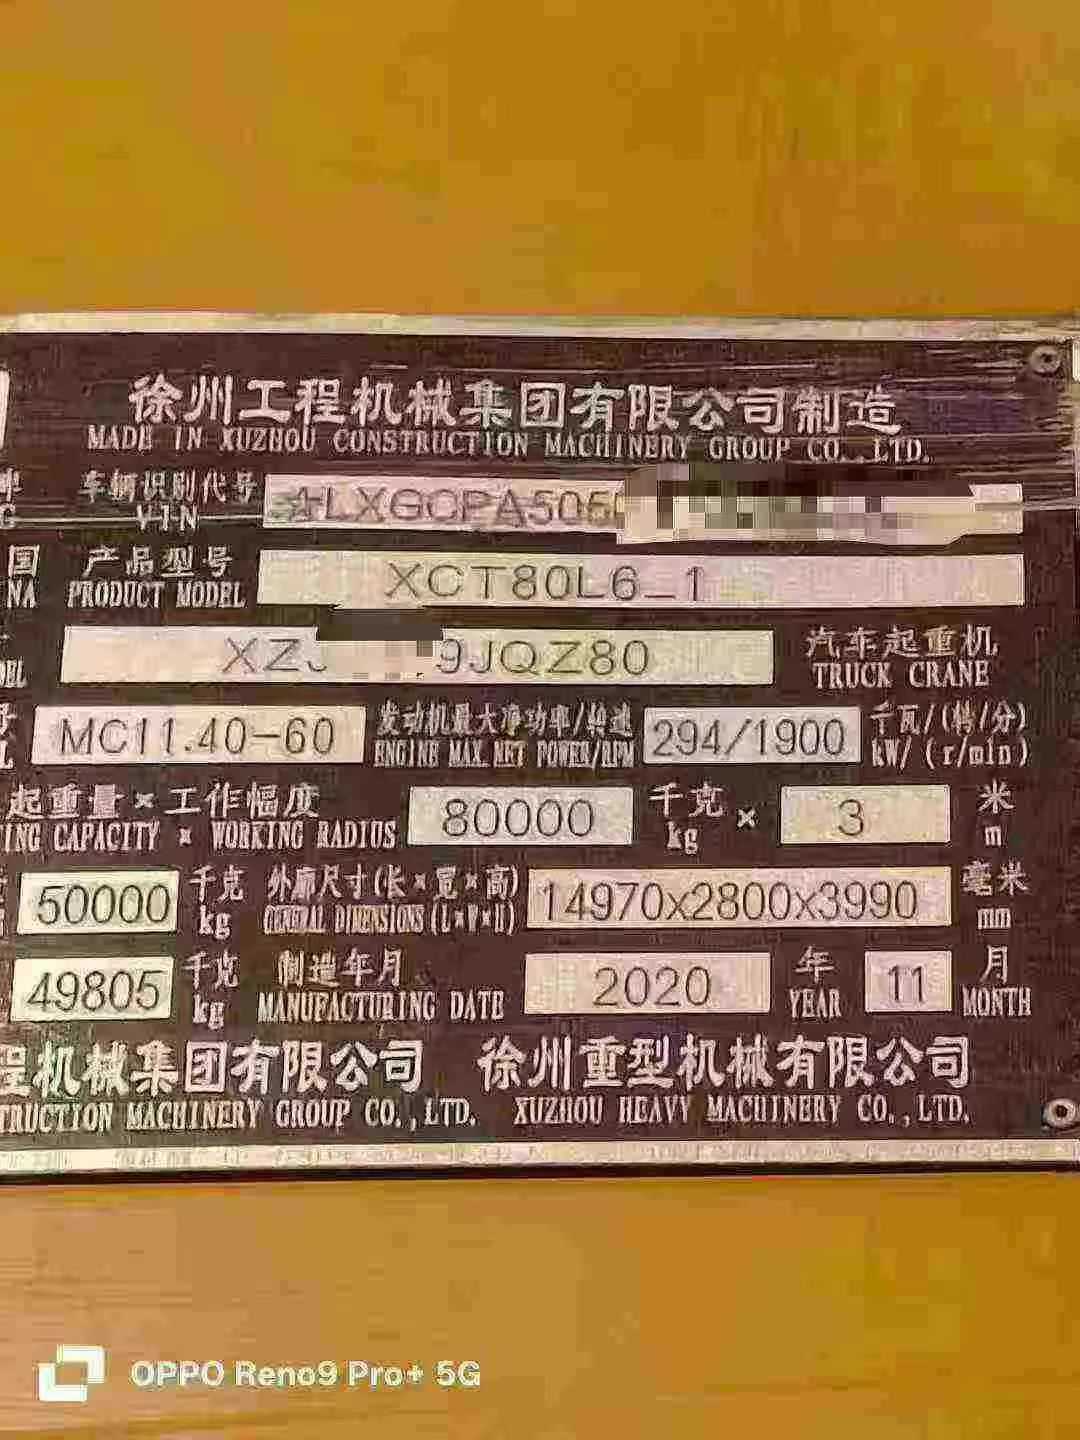 徐州工程机械集团有限公司制造
MADE IN XUZHOU CONSTRUCTION MACHINERY GROUP CO.,LTD.
车辆识别代号 LXGCPA505
VIN
国 产品型号 XCT80L6_1
NA PRODUCT MODEL
XZJ 9JQZ80 汽车起重机
TRUCK CRANE
MC11.40-60 发动机最大净功率/转速 294/1900 千瓦/(转/分)
ENGINE MAX.NET POWER/RPM kW/(r/min)
起重量×工作幅度 80000 千克 × 3 米
ING CAPACITY × WORKING RADIUS kg m
50000 千克 外廓尺寸(长×宽×高) 14970x2800x3990 毫米
kg GENERAL DIMENSIONS (L×W×H) mm
49805 千克 制造年月 2020 年 11 月
kg MANUFACTURING DATE YEAR MONTH
程机械集团有限公司 徐州重型机械有限公司
TRUCTION MACHINERY GROUP CO.,LTD. XUZHOU HEAVY MACHINERY CO.,LTD.
OPPO Reno9 Pro+ 5G